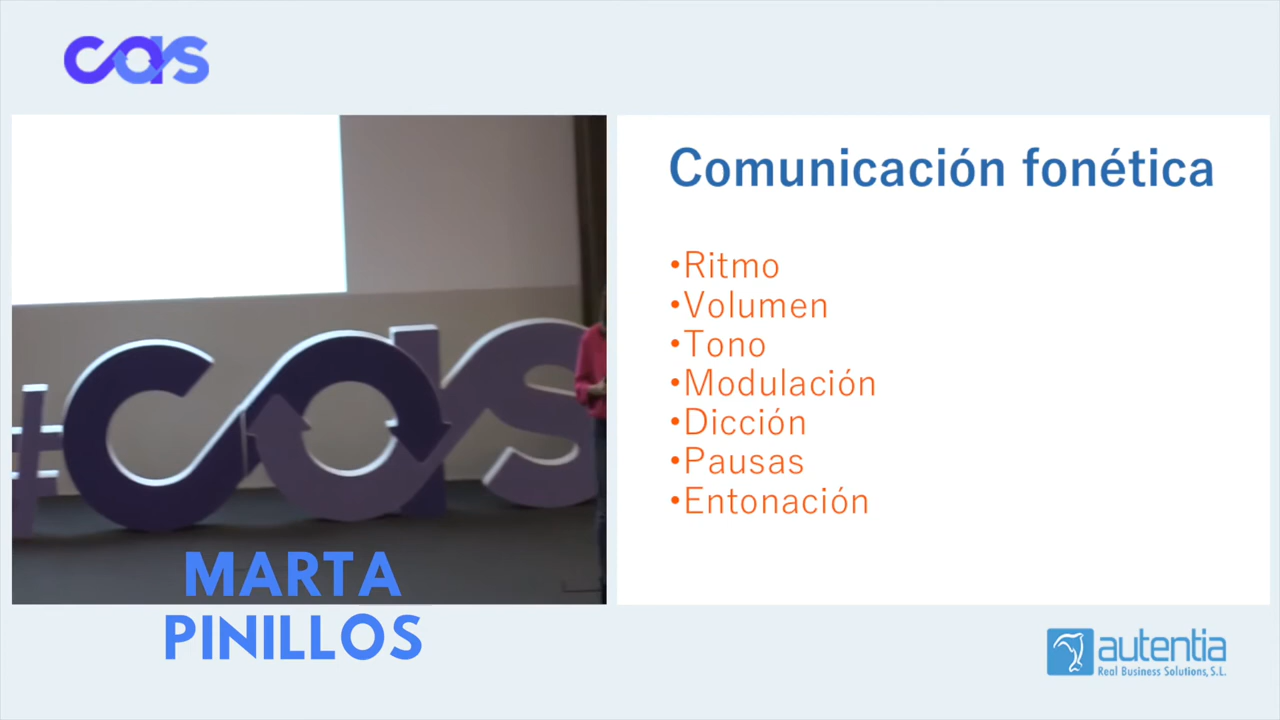 cas
#cas
MARTA
PINILLOS
Comunicación fonética
•Ritmo
•Volumen
•Tono
•Modulación
•Dicción
•Pausas
•Entonación
autentia
Real Business Solutions, S.L.